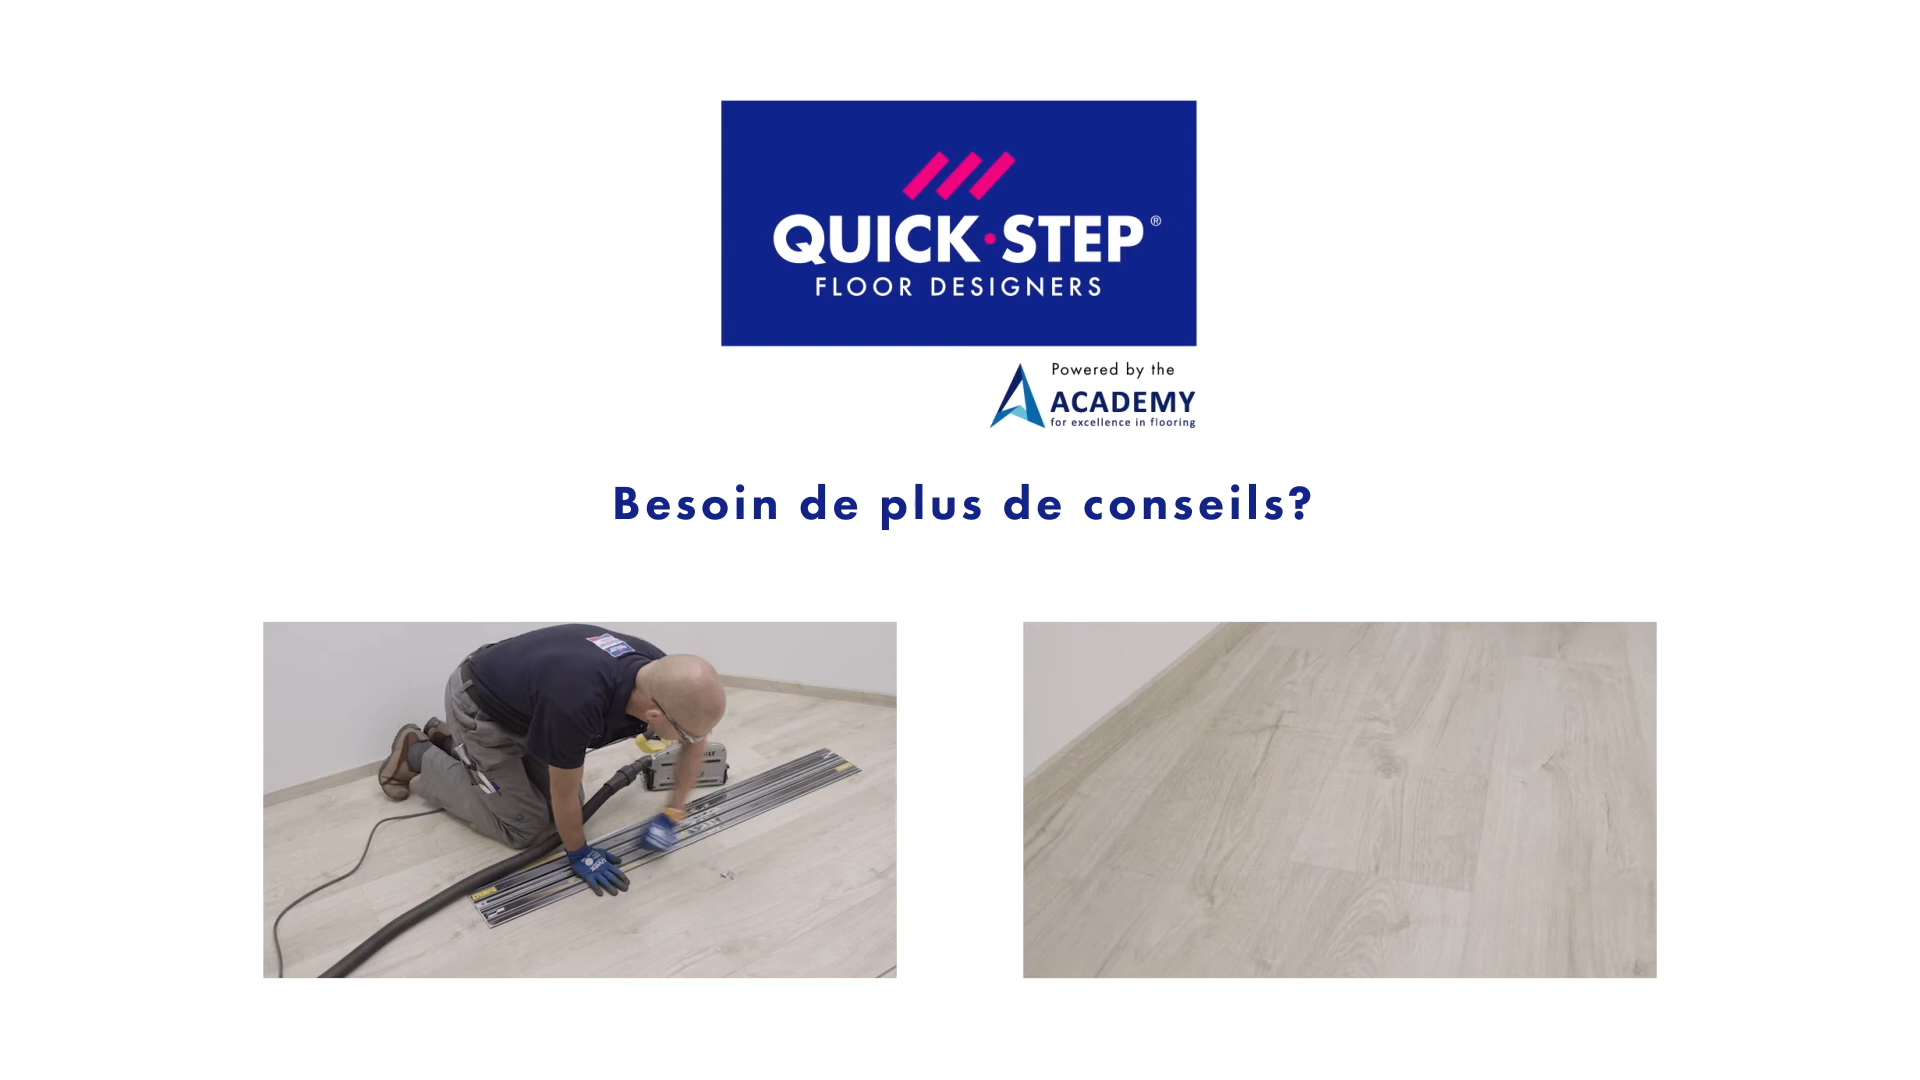 QUICK·STEP®
FLOOR DESIGNERS
Powered by the
ACADEMY
for excellence in flooring
Besoin de plus de conseils?